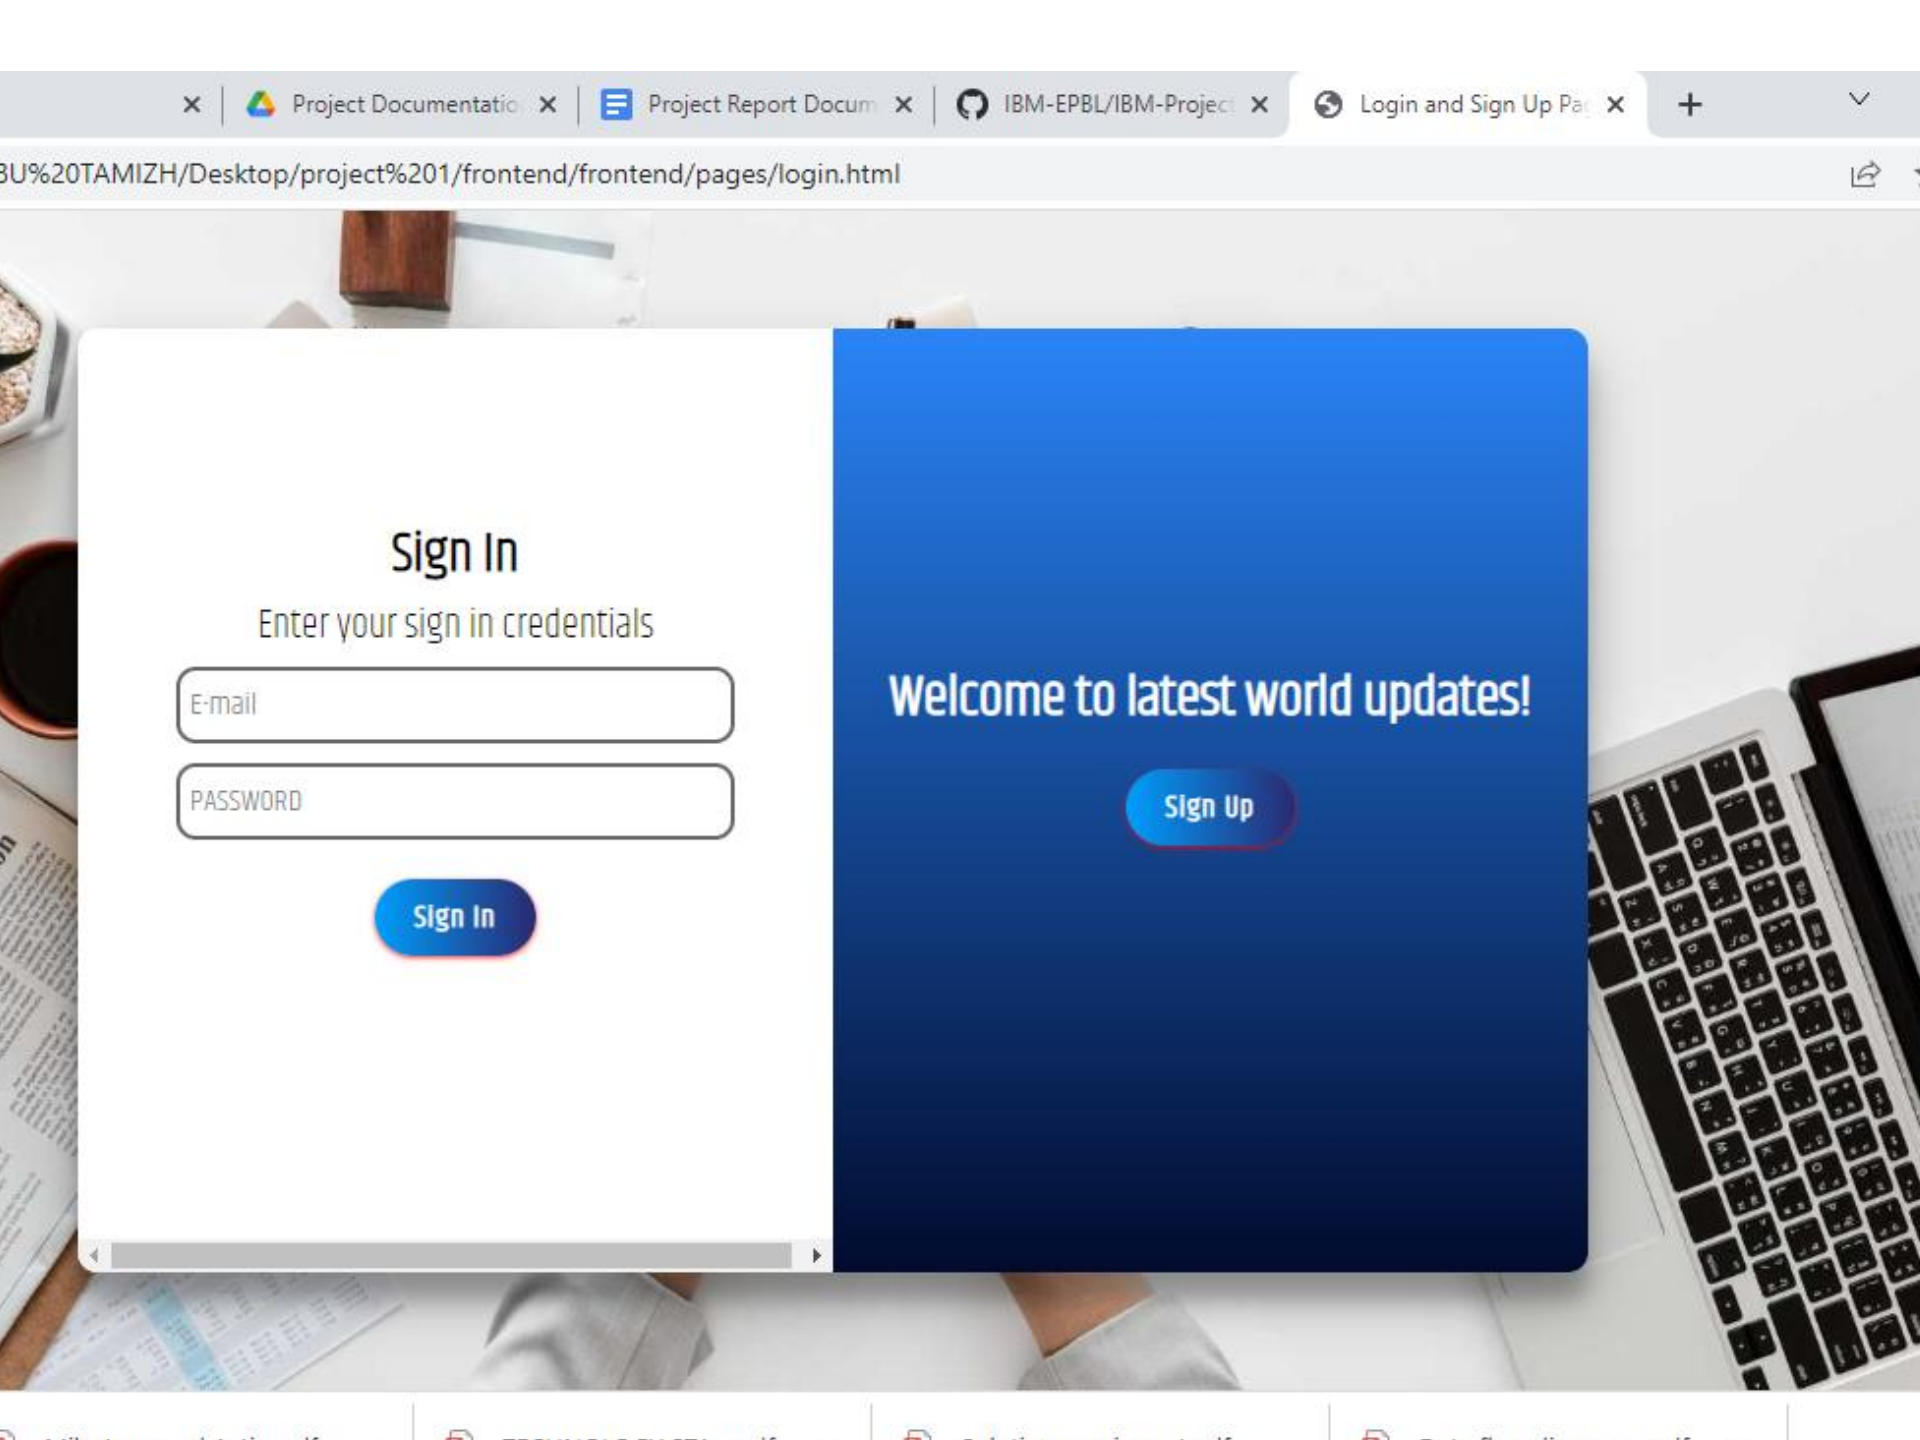 Project Documentatio
Project Report Docum
IBM-EPBL/IBM-Project
Login and Sign Up Pa
BU%20TAMIZH/Desktop/project%201/frontend/frontend/pages/login.html
Sign In
Enter your sign in credentials
E-mail
PASSWORD
Sign In
Welcome to latest world updates!
Sign Up